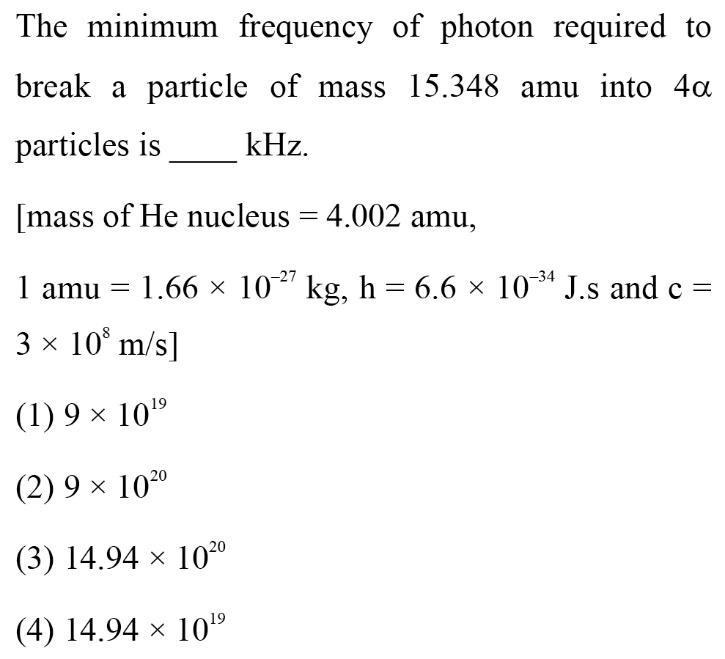 The minimum frequency of photon required to
break a particle of mass 15.348 amu into 4α
particles is ____ kHz.
[mass of He nucleus = 4.002 amu,
1 amu = 1.66 × 10⁻²⁷ kg, h = 6.6 × 10⁻³⁴ J.s and c =
3 × 10⁸ m/s]
(1) 9 × 10¹⁹
(2) 9 × 10²⁰
(3) 14.94 × 10²⁰
(4) 14.94 × 10¹⁹